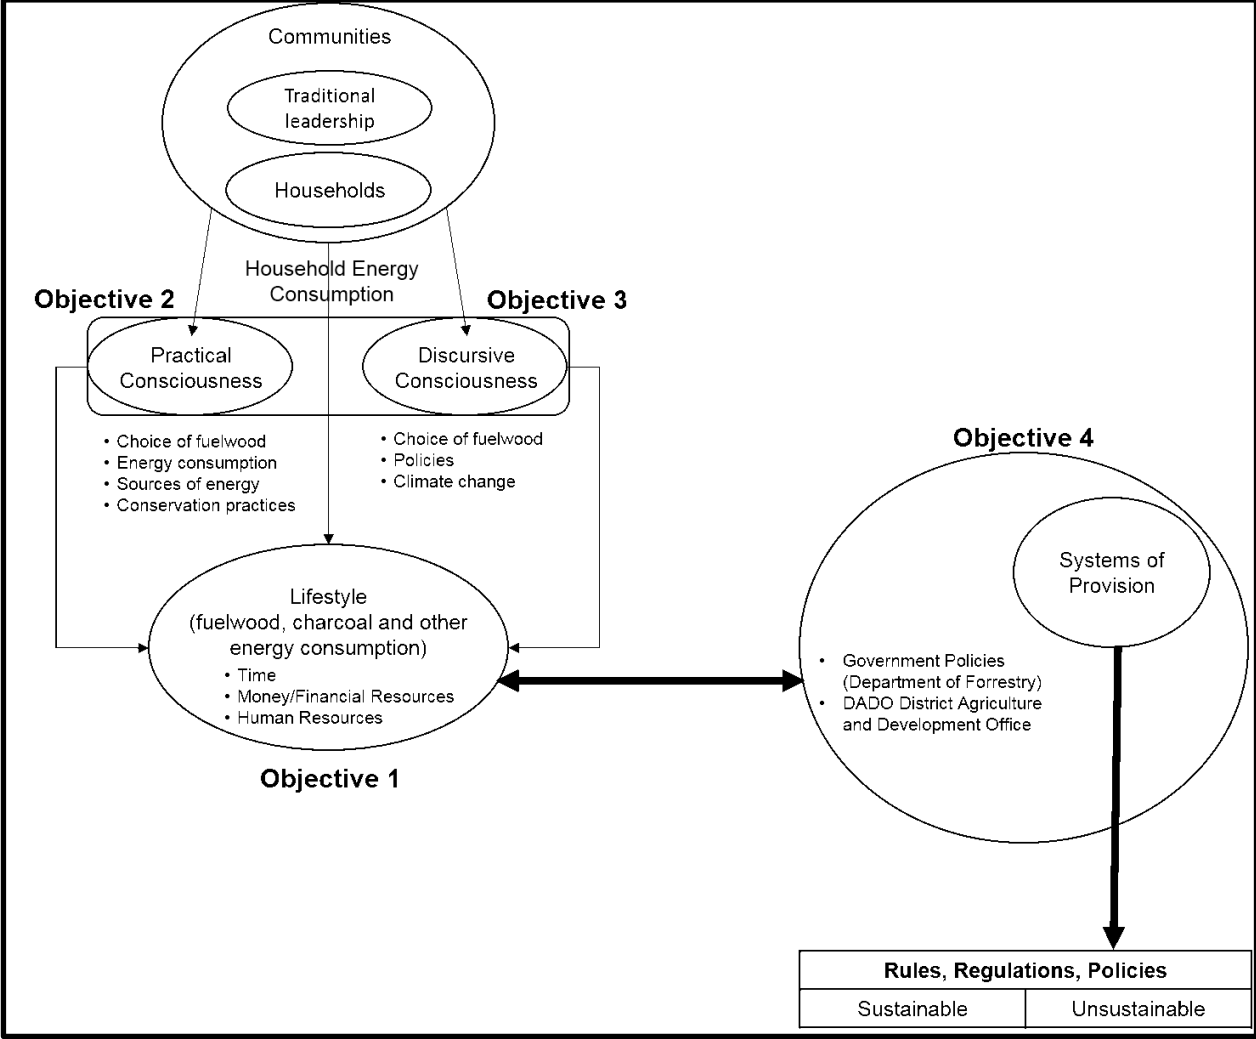 Communities
Traditional
leadership
Households
Household Energy
Consumption
Objective 2
Objective 3
Practical
Consciousness
Discursive
Consciousness
• Choice of fuelwood
• Energy consumption
• Sources of energy
• Conservation practices
• Choice of fuelwood
• Policies
• Climate change
Lifestyle
(fuelwood, charcoal and other
energy consumption)
• Time
• Money/Financial Resources
• Human Resources
Objective 1
Objective 4
Systems of
Provision
• Government Policies
(Department of Forrestry)
• DADO District Agriculture
and Development Office
Rules, Regulations, Policies
Sustainable
Unsustainable